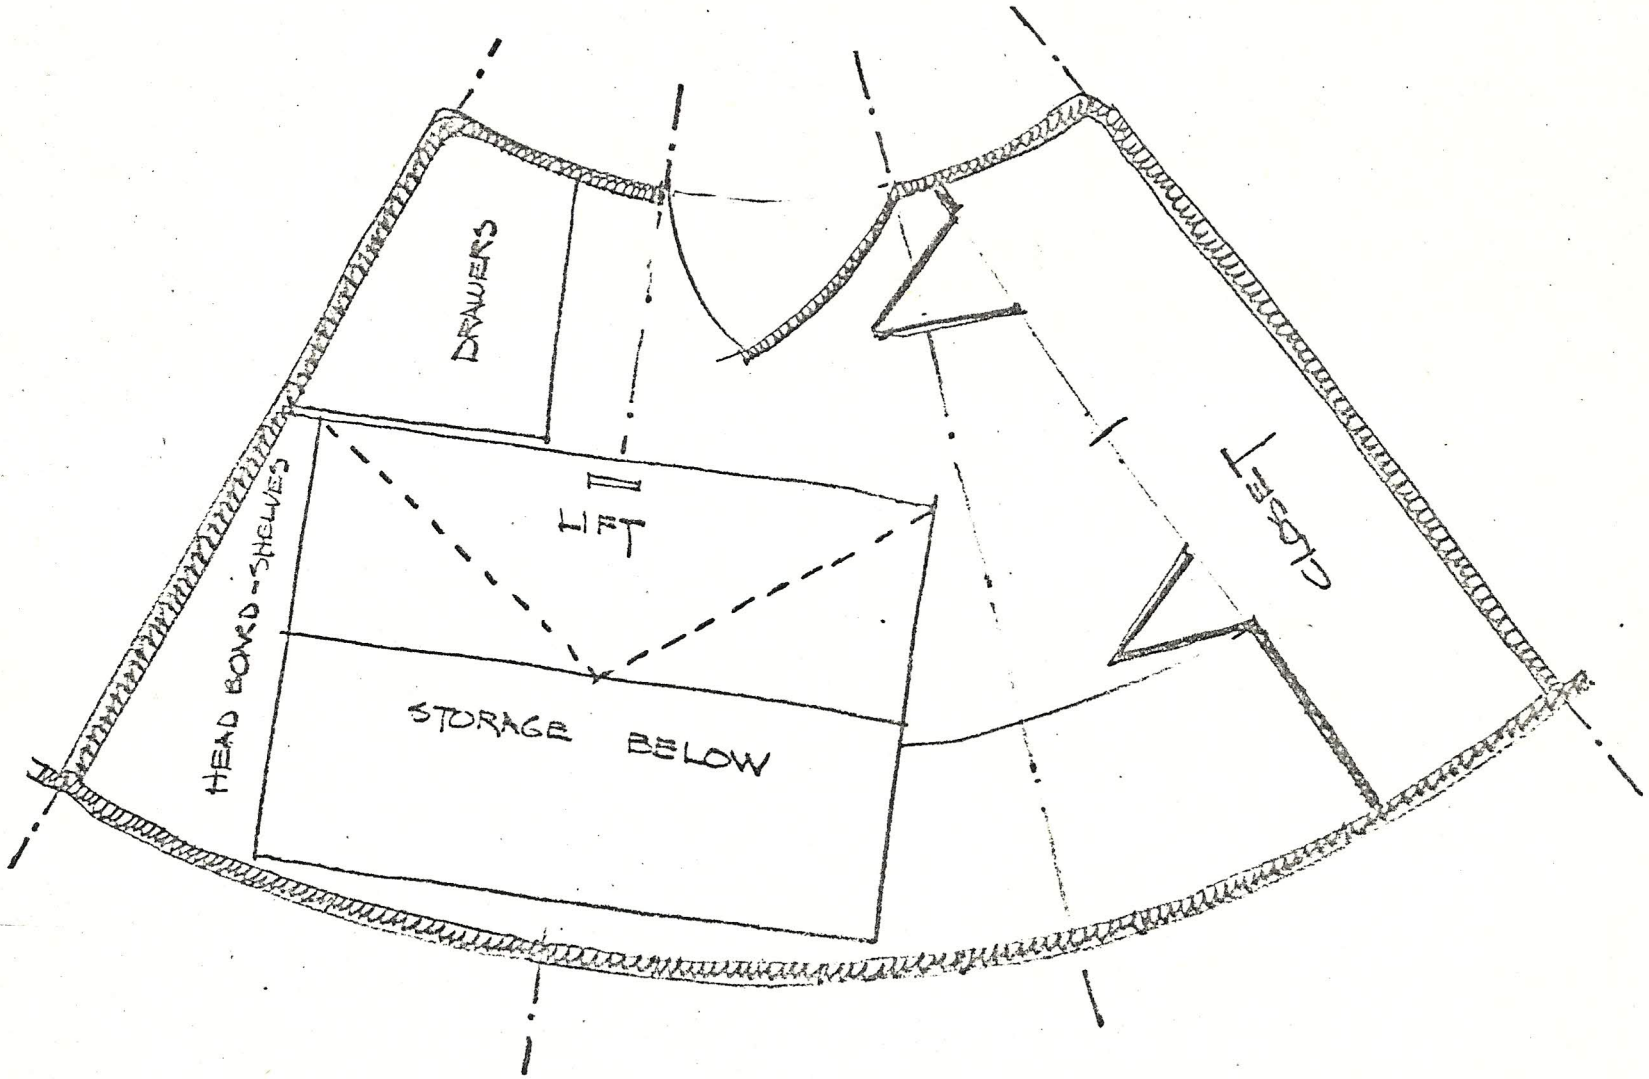 DRAWERS
HEAD BOARD-SHELVES
LIFT
STORAGE BELOW
CLOSET